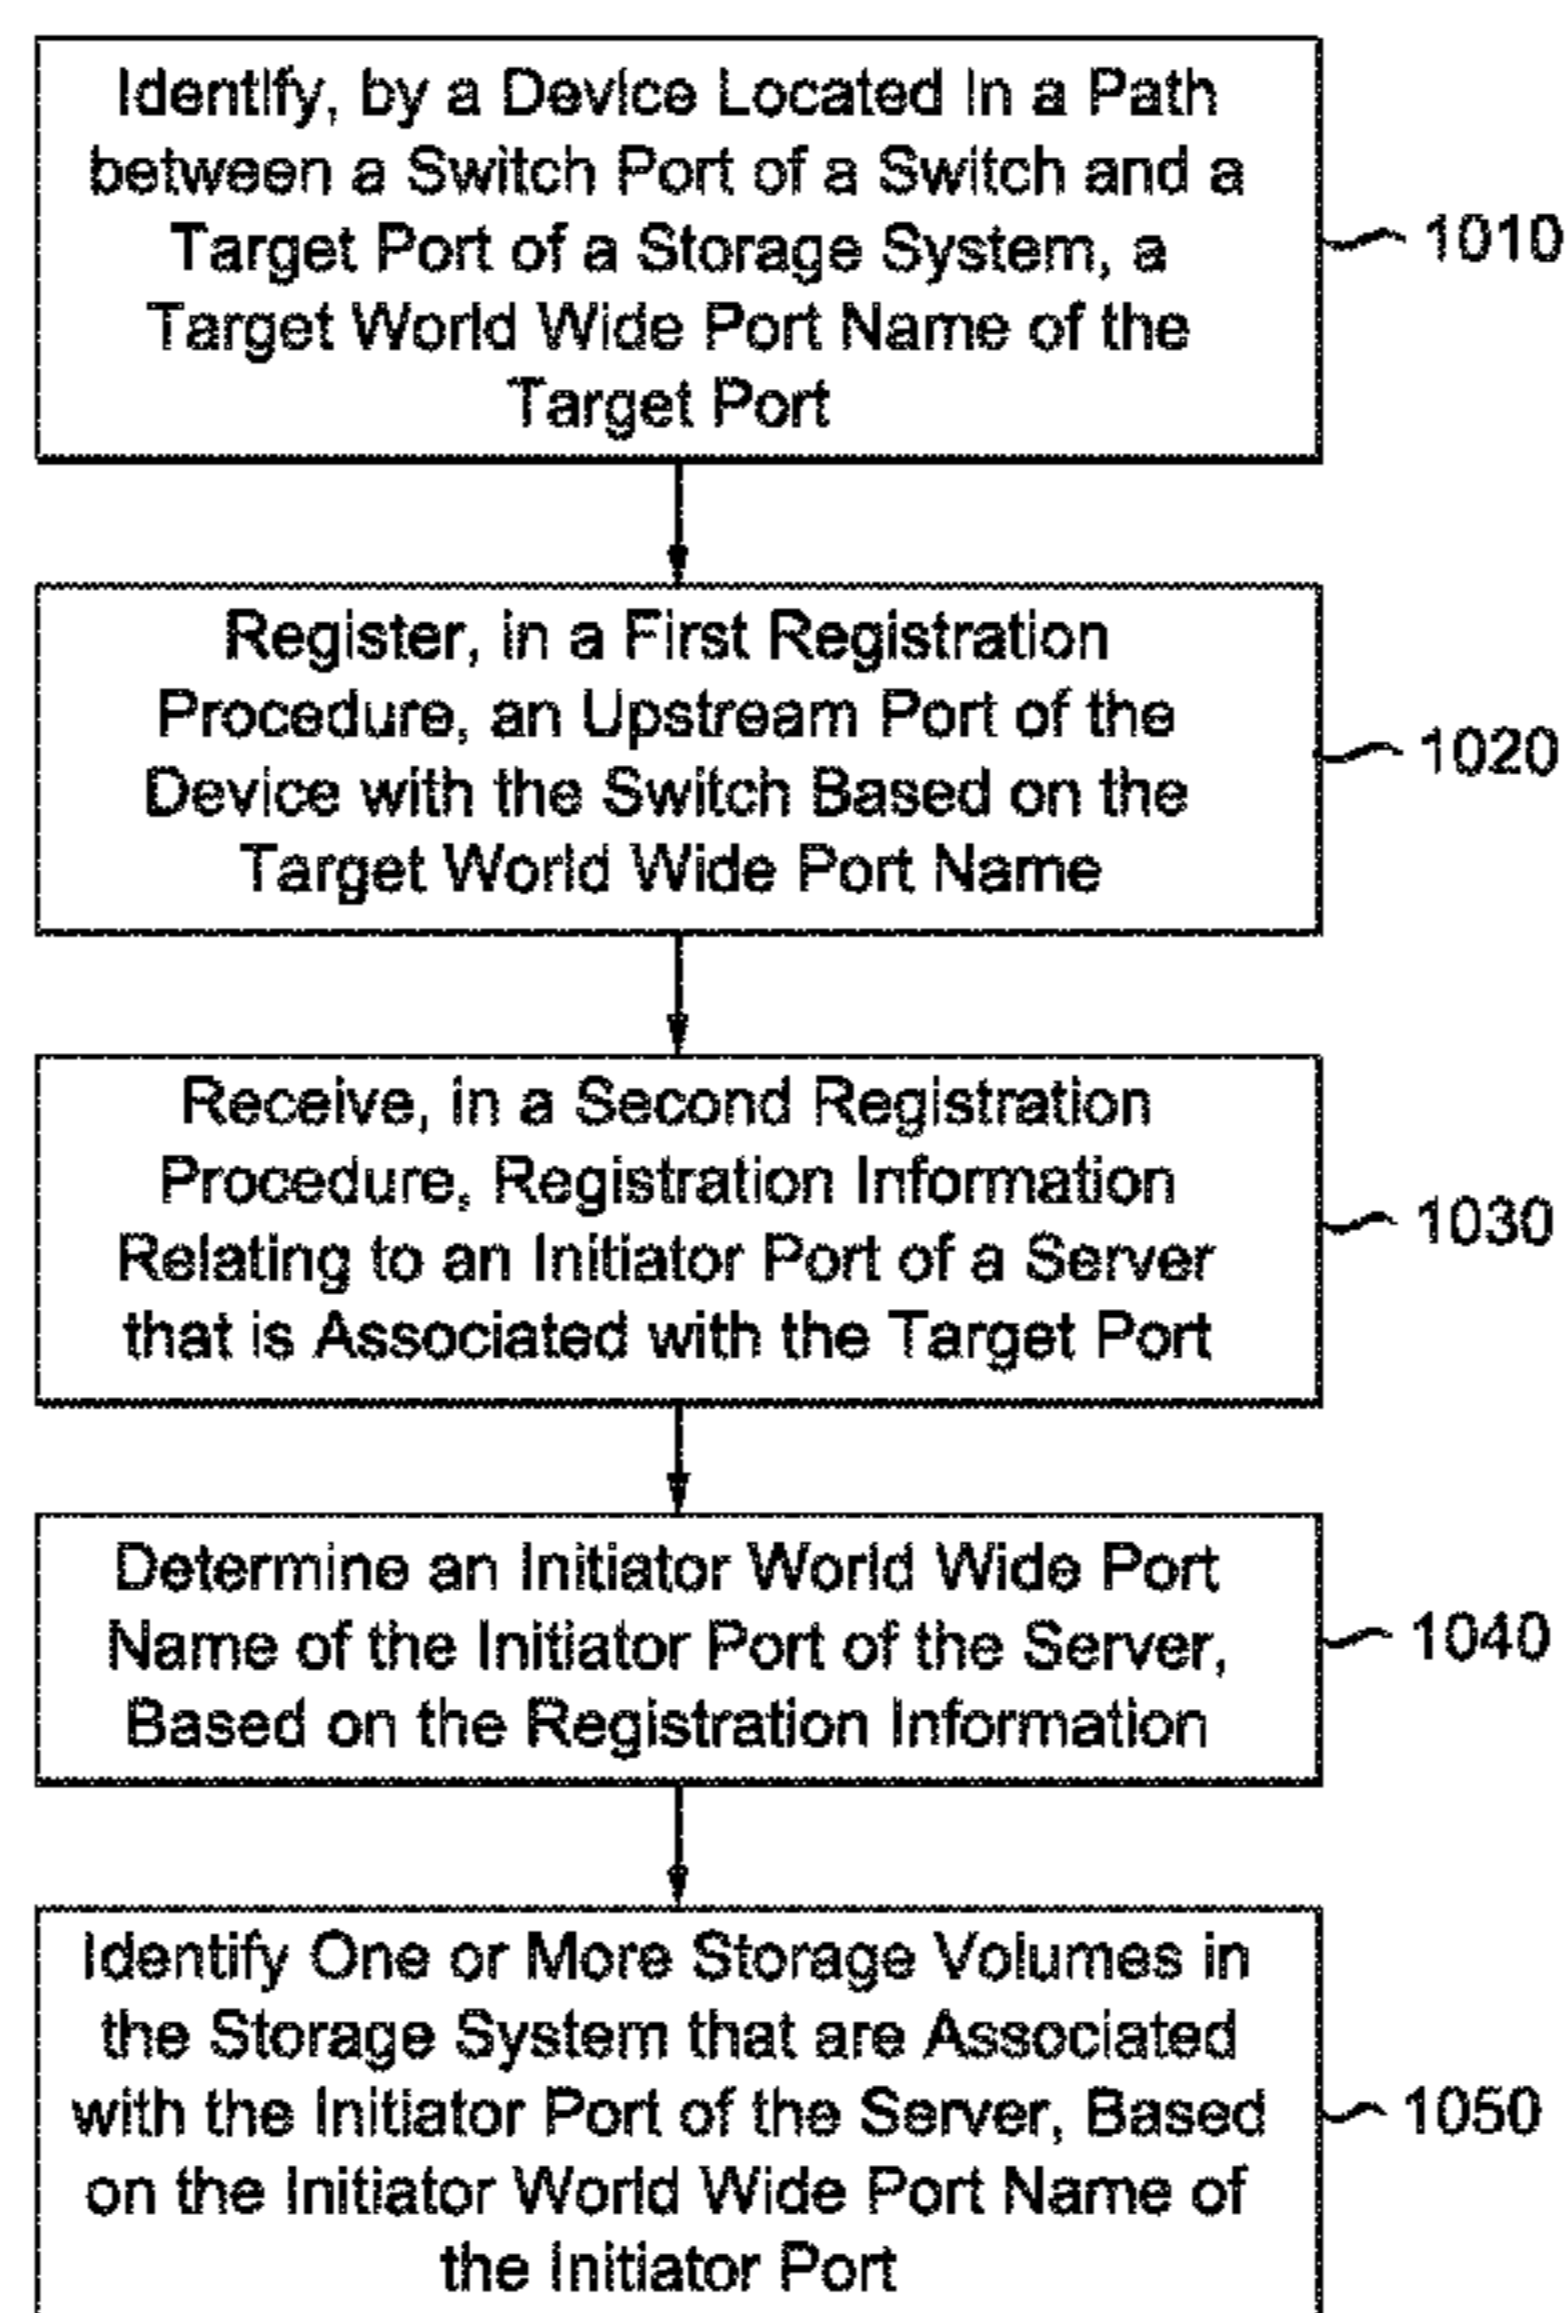 Identify, by a Device Located in a Path
between a Switch Port of a Switch and a
Target Port of a Storage System, a
Target World Wide Port Name of the
Target Port
1010
Register, in a First Registration
Procedure, an Upstream Port of the
Device with the Switch Based on the
Target World Wide Port Name
1020
Receive, in a Second Registration
Procedure, Registration Information
Relating to an Initiator Port of a Server
that is Associated with the Target Port
1030
Determine an Initiator World Wide Port
Name of the Initiator Port of the Server,
Based on the Registration Information
1040
Identify One or More Storage Volumes in
the Storage System that are Associated
with the Initiator Port of the Server, Based
on the Initiator World Wide Port Name of
the Initiator Port
1050